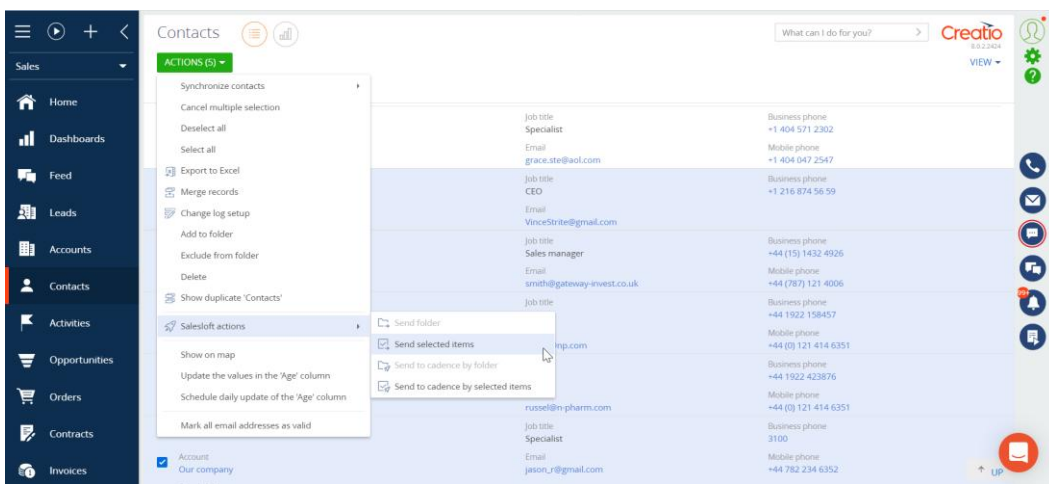 Contacts
What can I do for you?
Creatio
8.0.2.2424
Sales
ACTIONS (5)
VIEW
Home
Dashboards
Feed
Leads
Accounts
Contacts
Activities
Opportunities
Orders
Contracts
Invoices
Synchronize contacts
Cancel multiple selection
Deselect all
Select all
Export to Excel
Merge records
Change log setup
Add to folder
Exclude from folder
Delete
Show duplicate 'Contacts'
Salesloft actions
Show on map
Update the values in the 'Age' column
Schedule daily update of the 'Age' column
Mark all email addresses as valid
Send folder
Send selected items
Send to cadence by folder
Send to cadence by selected items
Job title
Business phone
Specialist
+1 404 571 2302
Email
Mobile phone
grace.ste@aol.com
+1 404 047 2547
Job title
Business phone
CEO
+1 216 874 56 59
Email
VinceStrite@gmail.com
Job title
Business phone
Sales manager
+44 (15) 1432 4926
Email
Mobile phone
smith@gateway-invest.co.uk
+44 (787) 121 4006
Job title
Business phone
+44 1922 158457
Mobile phone
np.com
+44 (0) 121 414 6351
Business phone
+44 1922 423876
Mobile phone
russel@n-pharm.com
+44 (0) 121 414 6351
Job title
Business phone
Specialist
3100
Account
Email
Mobile phone
Our company
jason_r@gmail.com
+44 782 234 6352
99+
UP